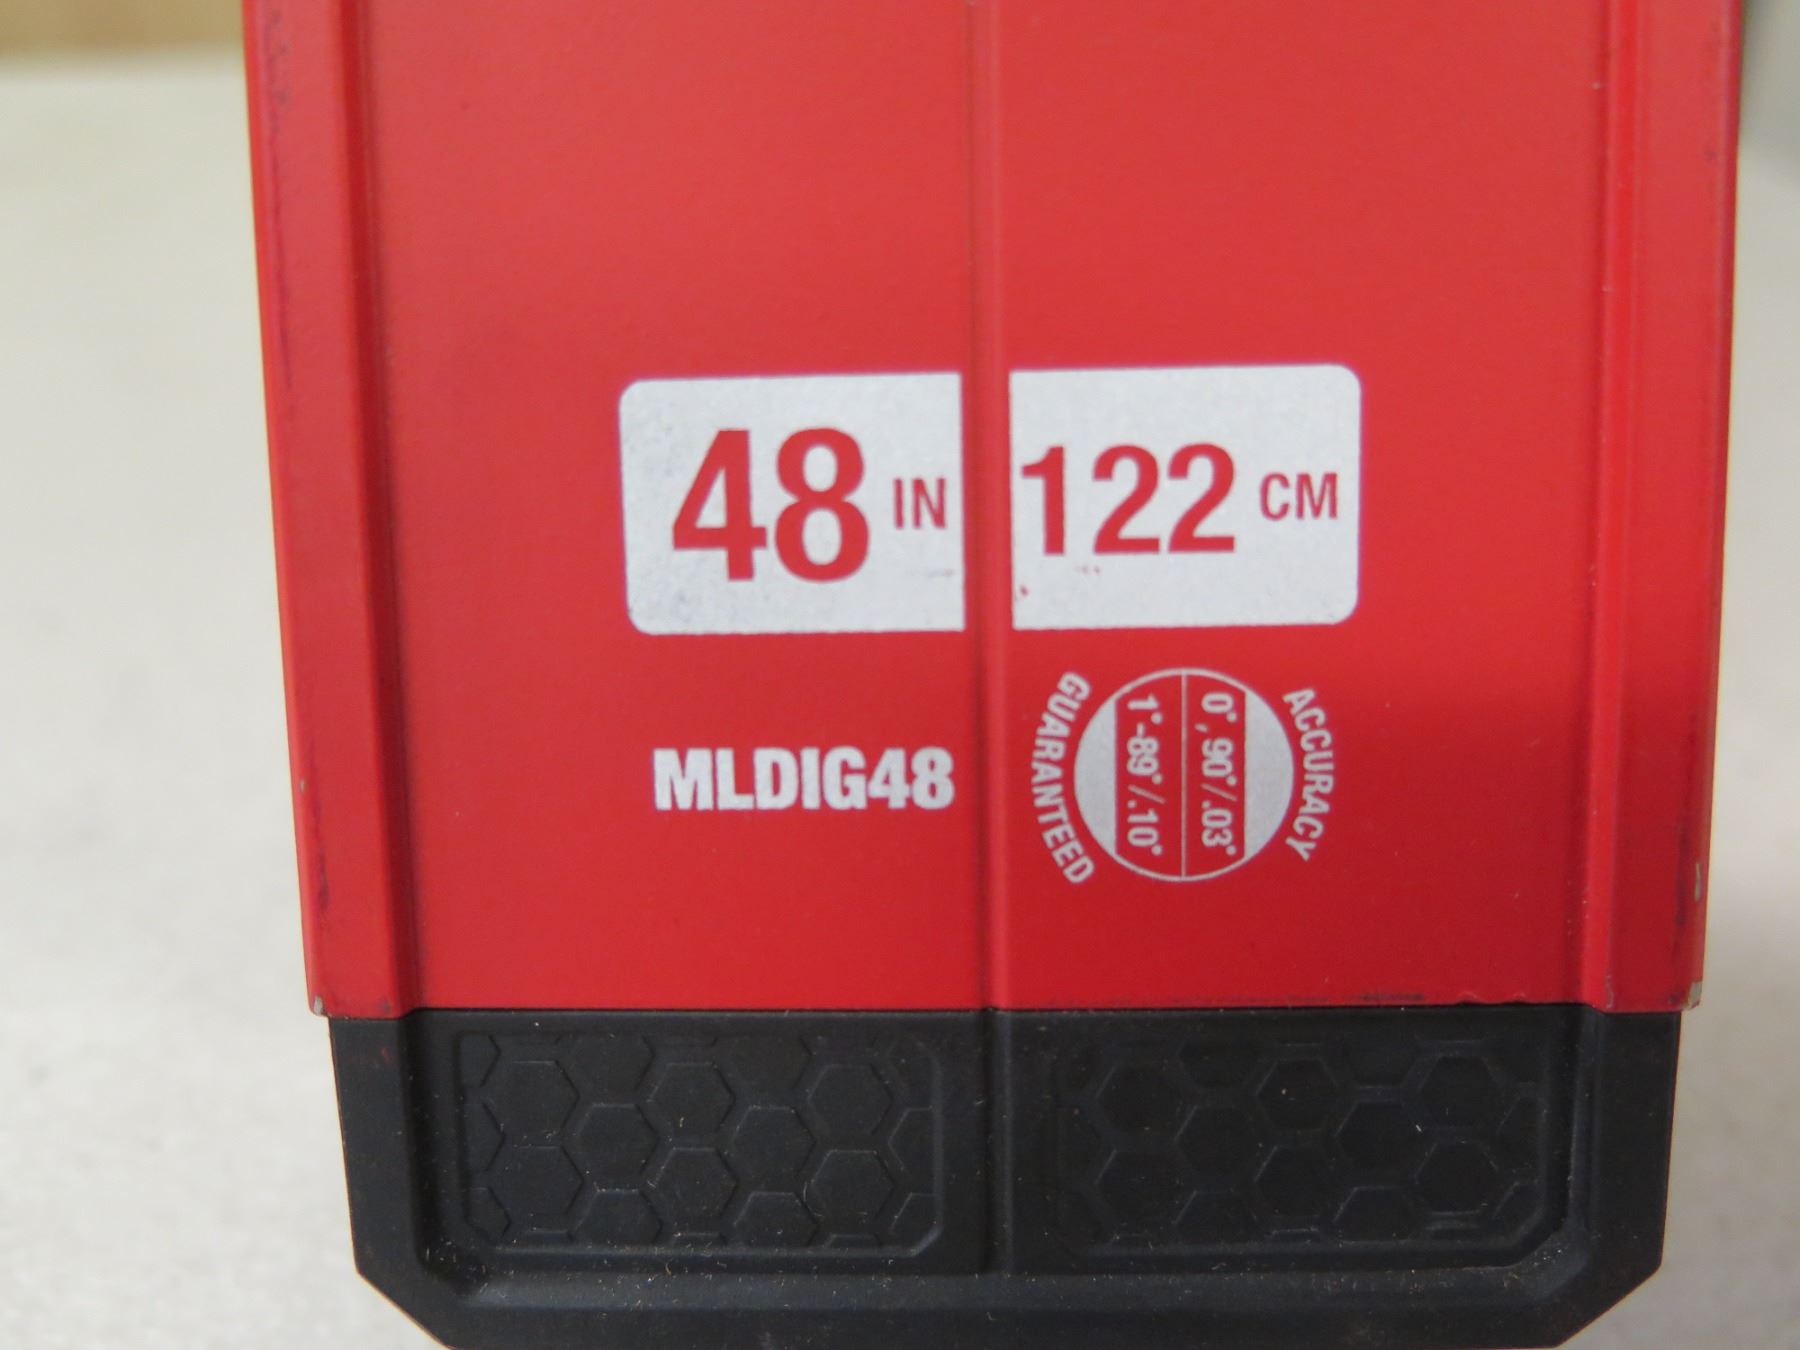 48 IN 122 CM
MLDIG48
ACCURACY
0°, 90°/.03°
1°-89°/.10°
GUARANTEED